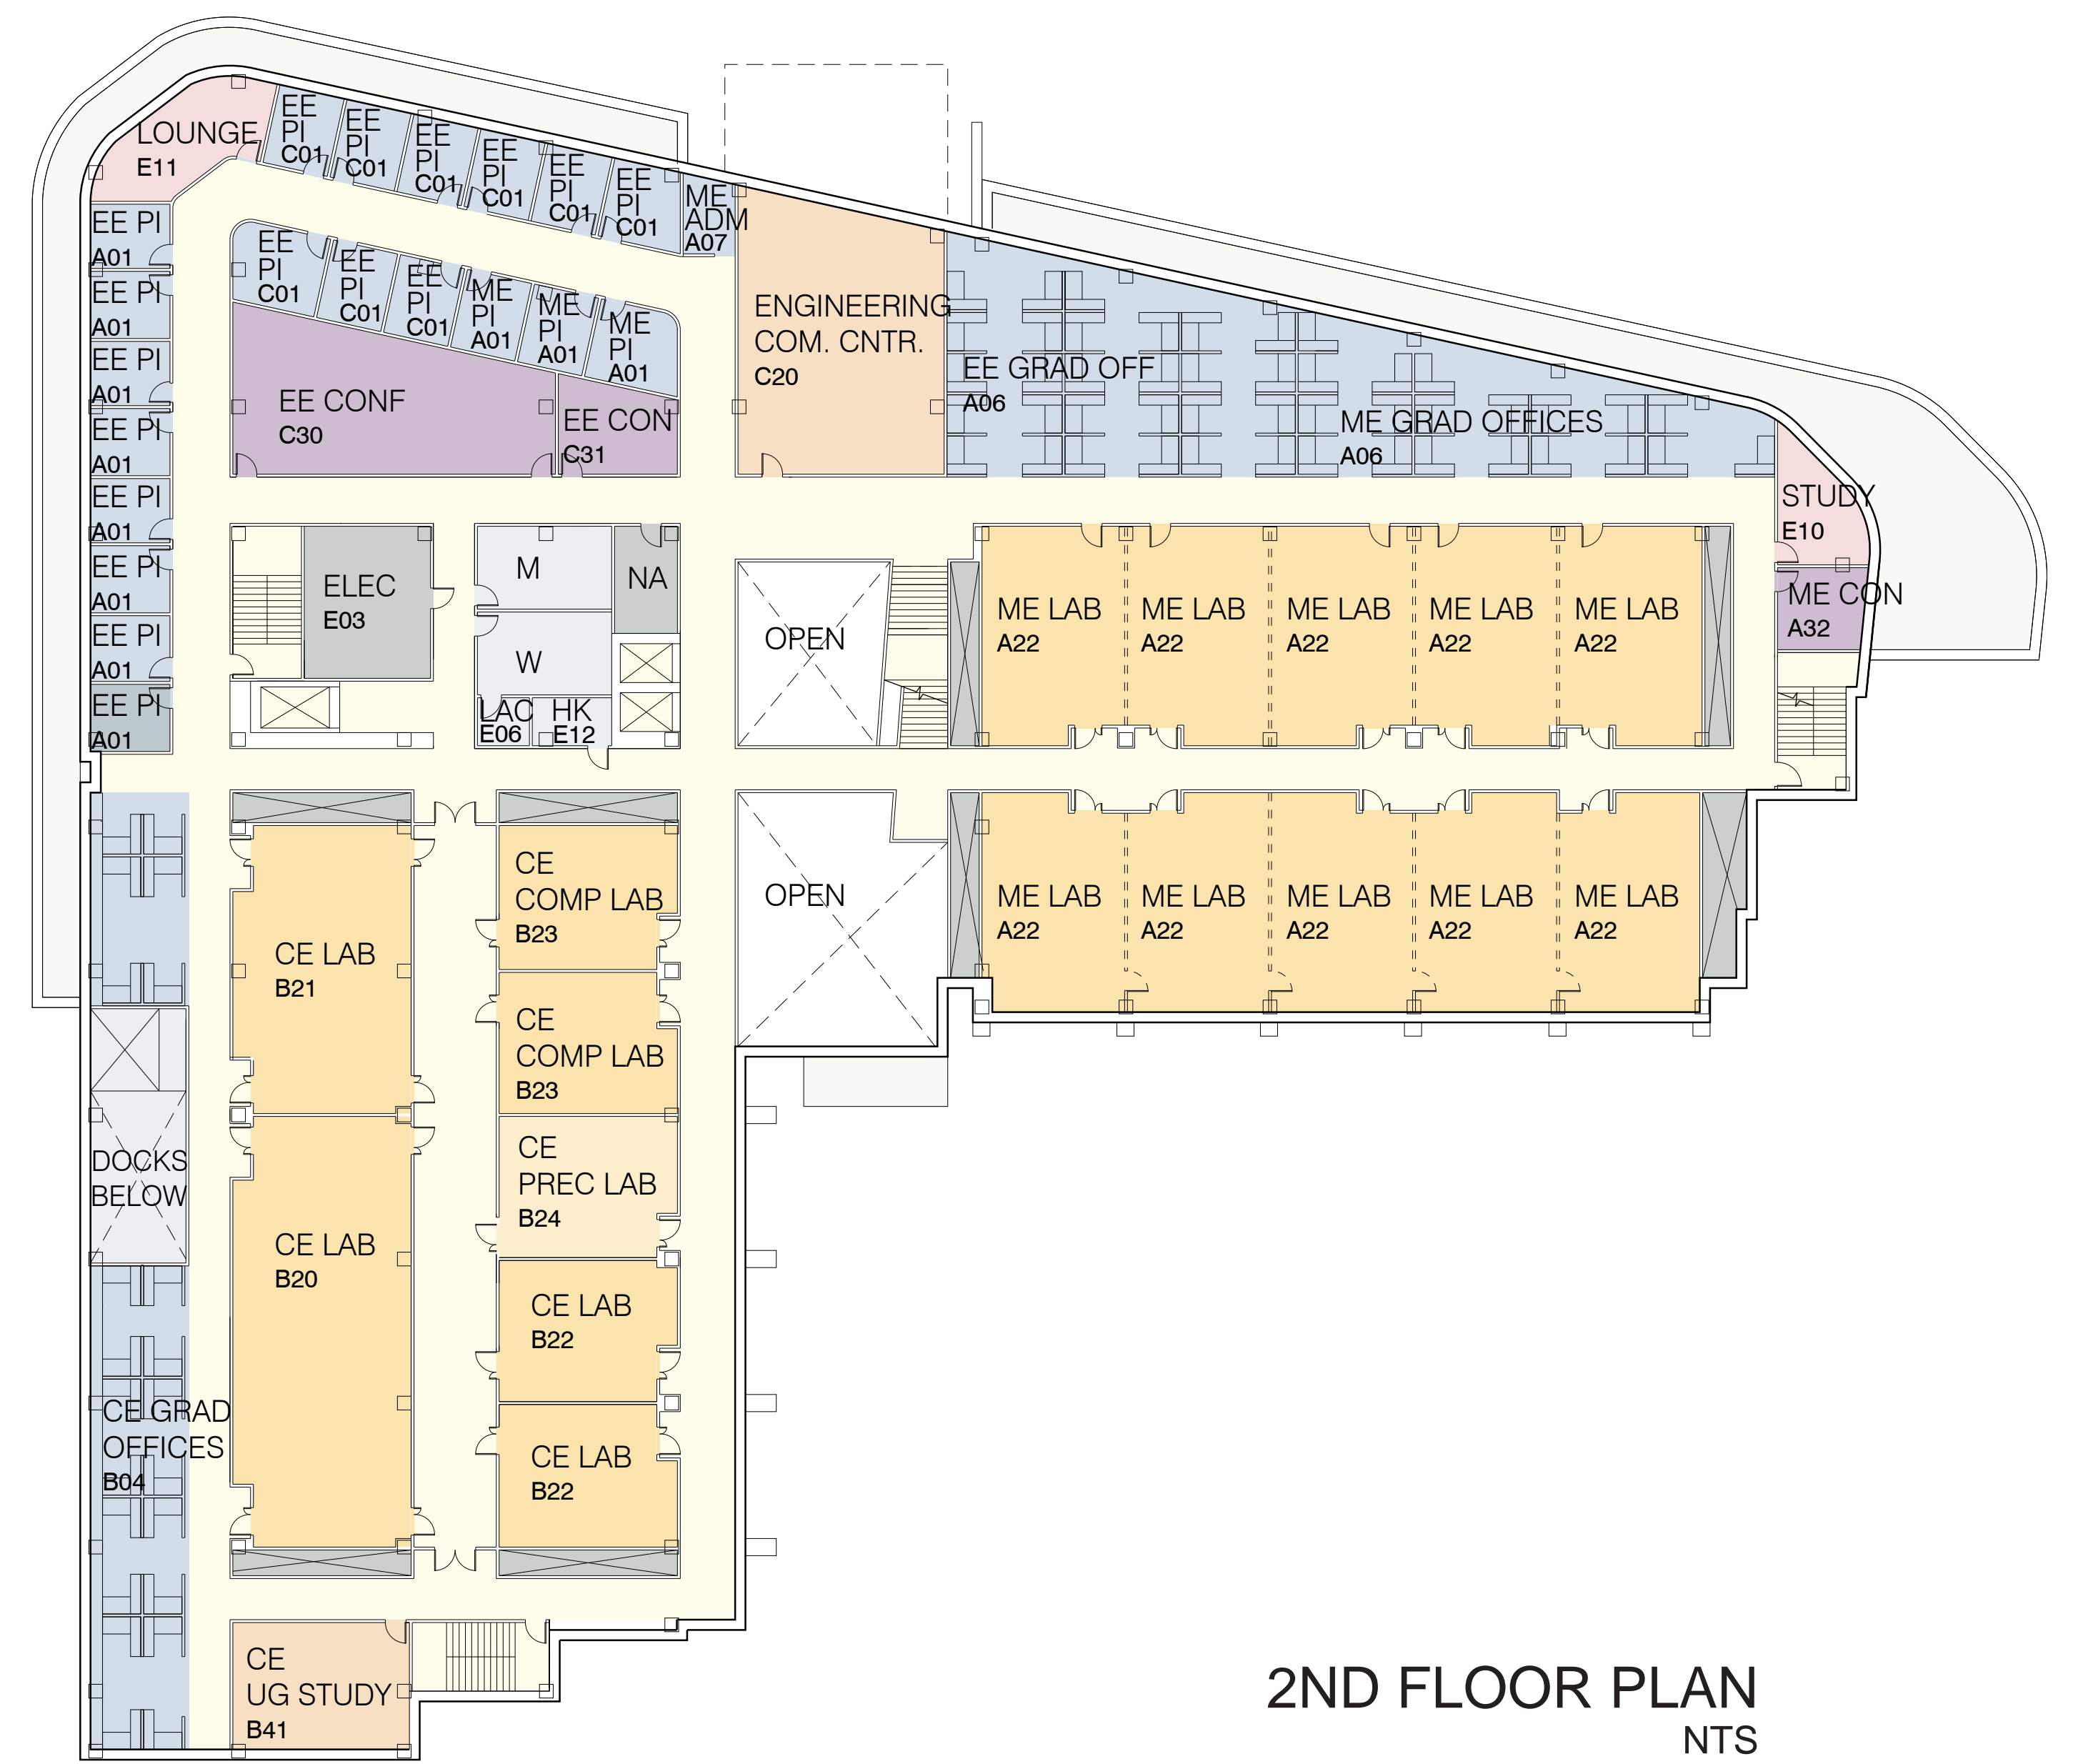 LOUNGE
E11
EE
PI
C01
EE
PI
C01
EE
PI
C01
EE
PI
C01
EE
PI
C01
EE
PI
C01
ME
ADM
A07
EE PI
A01
EE PI
A01
EE PI
A01
EE PI
A01
EE PI
A01
EE PI
A01
EE PI
A01
EE PI
A01
EE
PI
C01
EE
PI
C01
EE
PI
C01
ME
PI
A01
ME
PI
A01
ME
PI
A01
EE CONF
C30
EE CON
C31
ENGINEERING
COM. CNTR.
C20
EE GRAD OFF
A06
ME GRAD OFFICES
A06
STUDY
E10
ME CON
A32
ELEC
E03
M
W
NA
LAC
E06
HK
E12
OPEN
ME LAB
A22
ME LAB
A22
ME LAB
A22
ME LAB
A22
ME LAB
A22
OPEN
ME LAB
A22
ME LAB
A22
ME LAB
A22
ME LAB
A22
ME LAB
A22
CE LAB
B21
CE
COMP LAB
B23
CE
COMP LAB
B23
DOCKS
BELOW
CE
PREC LAB
B24
CE LAB
B20
CE LAB
B22
CE GRAD
OFFICES
B04
CE LAB
B22
CE
UG STUDY
B41
2ND FLOOR PLAN
NTS